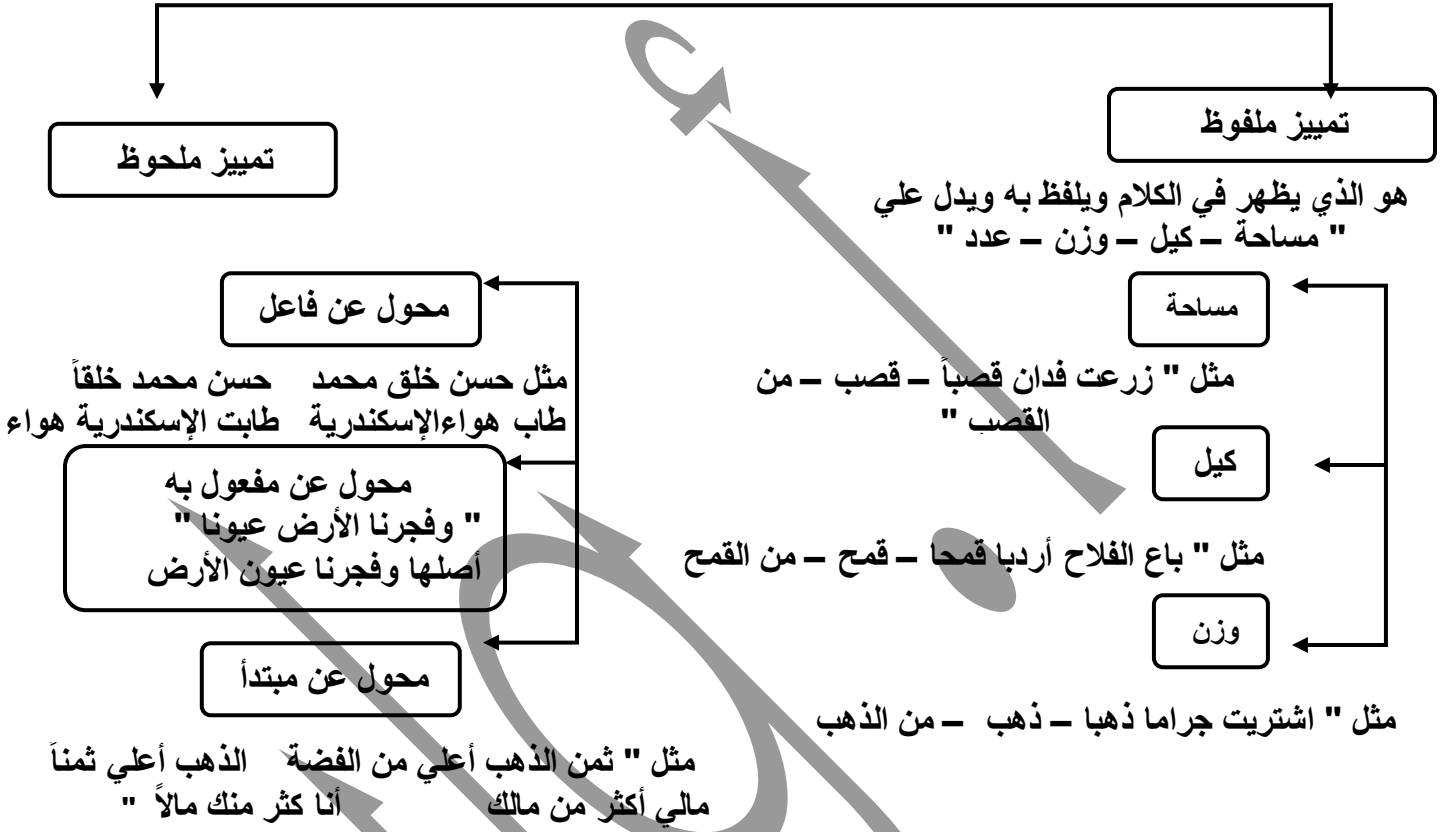 تمييز ملفوظ
هو الذي يظهر في الكلام ويلفظ به ويدل علي
" مساحة – كيل – وزن – عدد "
مساحة
مثل " زرعت فدان قصباً – قصب – من
القصب "
كيل
مثل " باع الفلاح أردبا قمحا – قمح – من القمح
وزن
مثل " اشتريت جراما ذهبا – ذهب – من الذهب
تمييز ملحوظ
محول عن فاعل
مثل حسن خلق محمد حسن محمد خلقاً
طاب هواءالإسكندرية طابت الإسكندرية هواء
محول عن مفعول به
" وفجرنا الأرض عيونا "
أصلها وفجرنا عيون الأرض
محول عن مبتدأ
مثل " ثمن الذهب أعلي من الفضة الذهب أعلي ثمناً
مالي أكثر من مالك أنا كثر منك مالاً "